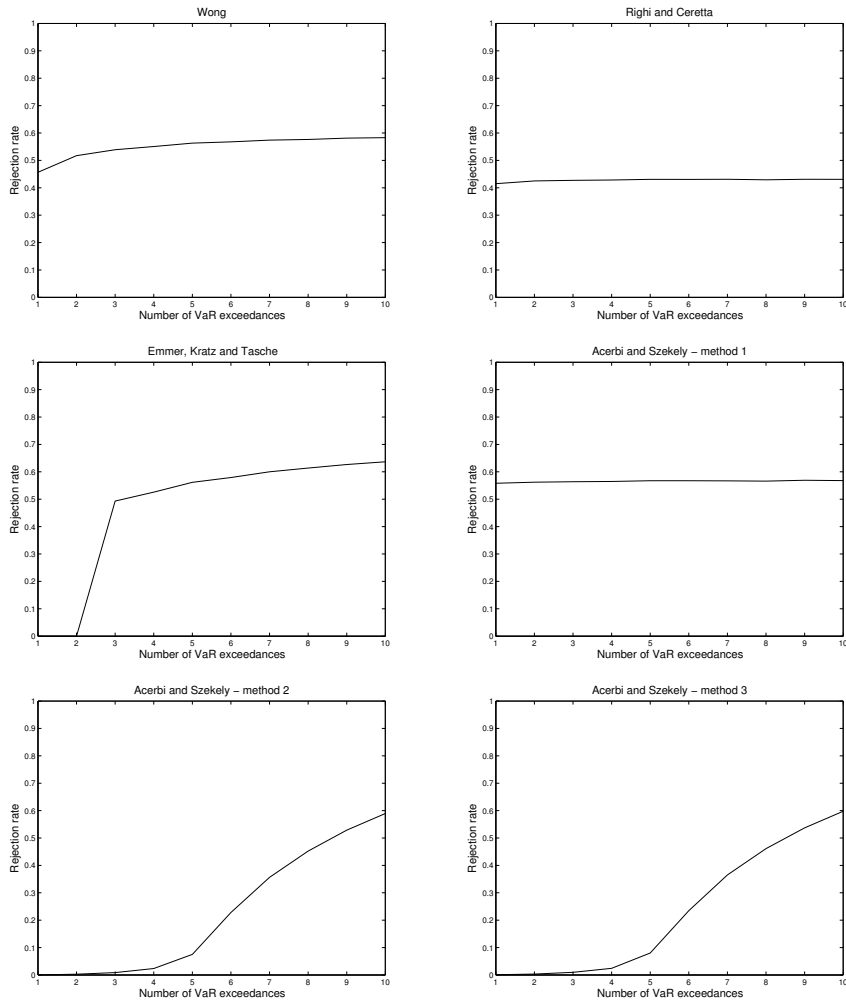 Wong
1
0.9
0.8
0.7
0.6
0.5
0.4
0.3
0.2
0.1
0
Rejection rate
1 2 3 4 5 6 7 8 9 10
Number of VaR exceedances
Righi and Ceretta
1
0.9
0.8
0.7
0.6
0.5
0.4
0.3
0.2
0.1
0
Rejection rate
1 2 3 4 5 6 7 8 9 10
Number of VaR exceedances
Emmer, Kratz and Tasche
1
0.9
0.8
0.7
0.6
0.5
0.4
0.3
0.2
0.1
0
Rejection rate
1 2 3 4 5 6 7 8 9 10
Number of VaR exceedances
Acerbi and Szekely − method 1
1
0.9
0.8
0.7
0.6
0.5
0.4
0.3
0.2
0.1
0
Rejection rate
1 2 3 4 5 6 7 8 9 10
Number of VaR exceedances
Acerbi and Szekely − method 2
1
0.9
0.8
0.7
0.6
0.5
0.4
0.3
0.2
0.1
0
Rejection rate
1 2 3 4 5 6 7 8 9 10
Number of VaR exceedances
Acerbi and Szekely − method 3
1
0.9
0.8
0.7
0.6
0.5
0.4
0.3
0.2
0.1
0
Rejection rate
1 2 3 4 5 6 7 8 9 10
Number of VaR exceedances